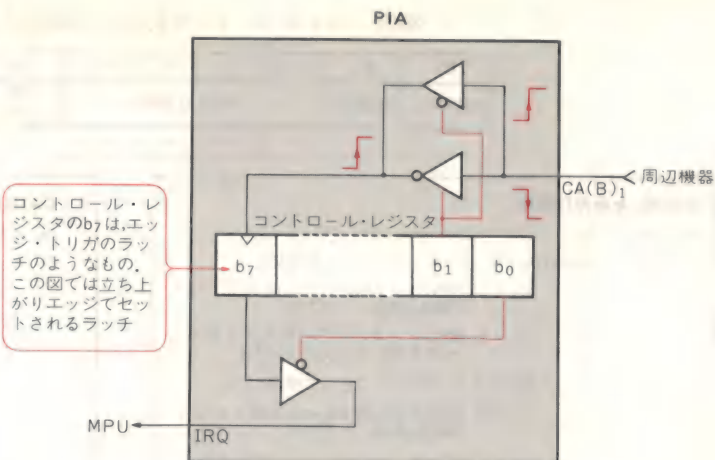 PIA
CA(B)₁
周辺機器
コントロール・レジスタ
b₇
b₁
b₀
コントロール・レ
ジスタのb₇は,エッ
ジ・トリガのラッ
チのようなもの.
この図では立ち上
がりエッジでセッ
トされるラッチ
MPU
IRQ